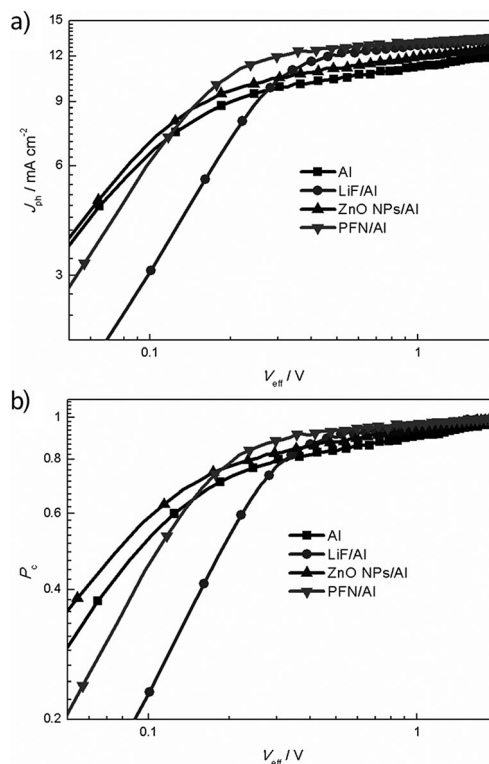 a)
15
12
9
6
3
J_ph / mA cm⁻²
Al
LiF/Al
ZnO NPs/Al
PFN/Al
0.1
1
V_eff / V
b)
1
0.8
0.4
0.2
P_c
Al
LiF/Al
ZnO NPs/Al
PFN/Al
0.1
1
V_eff / V